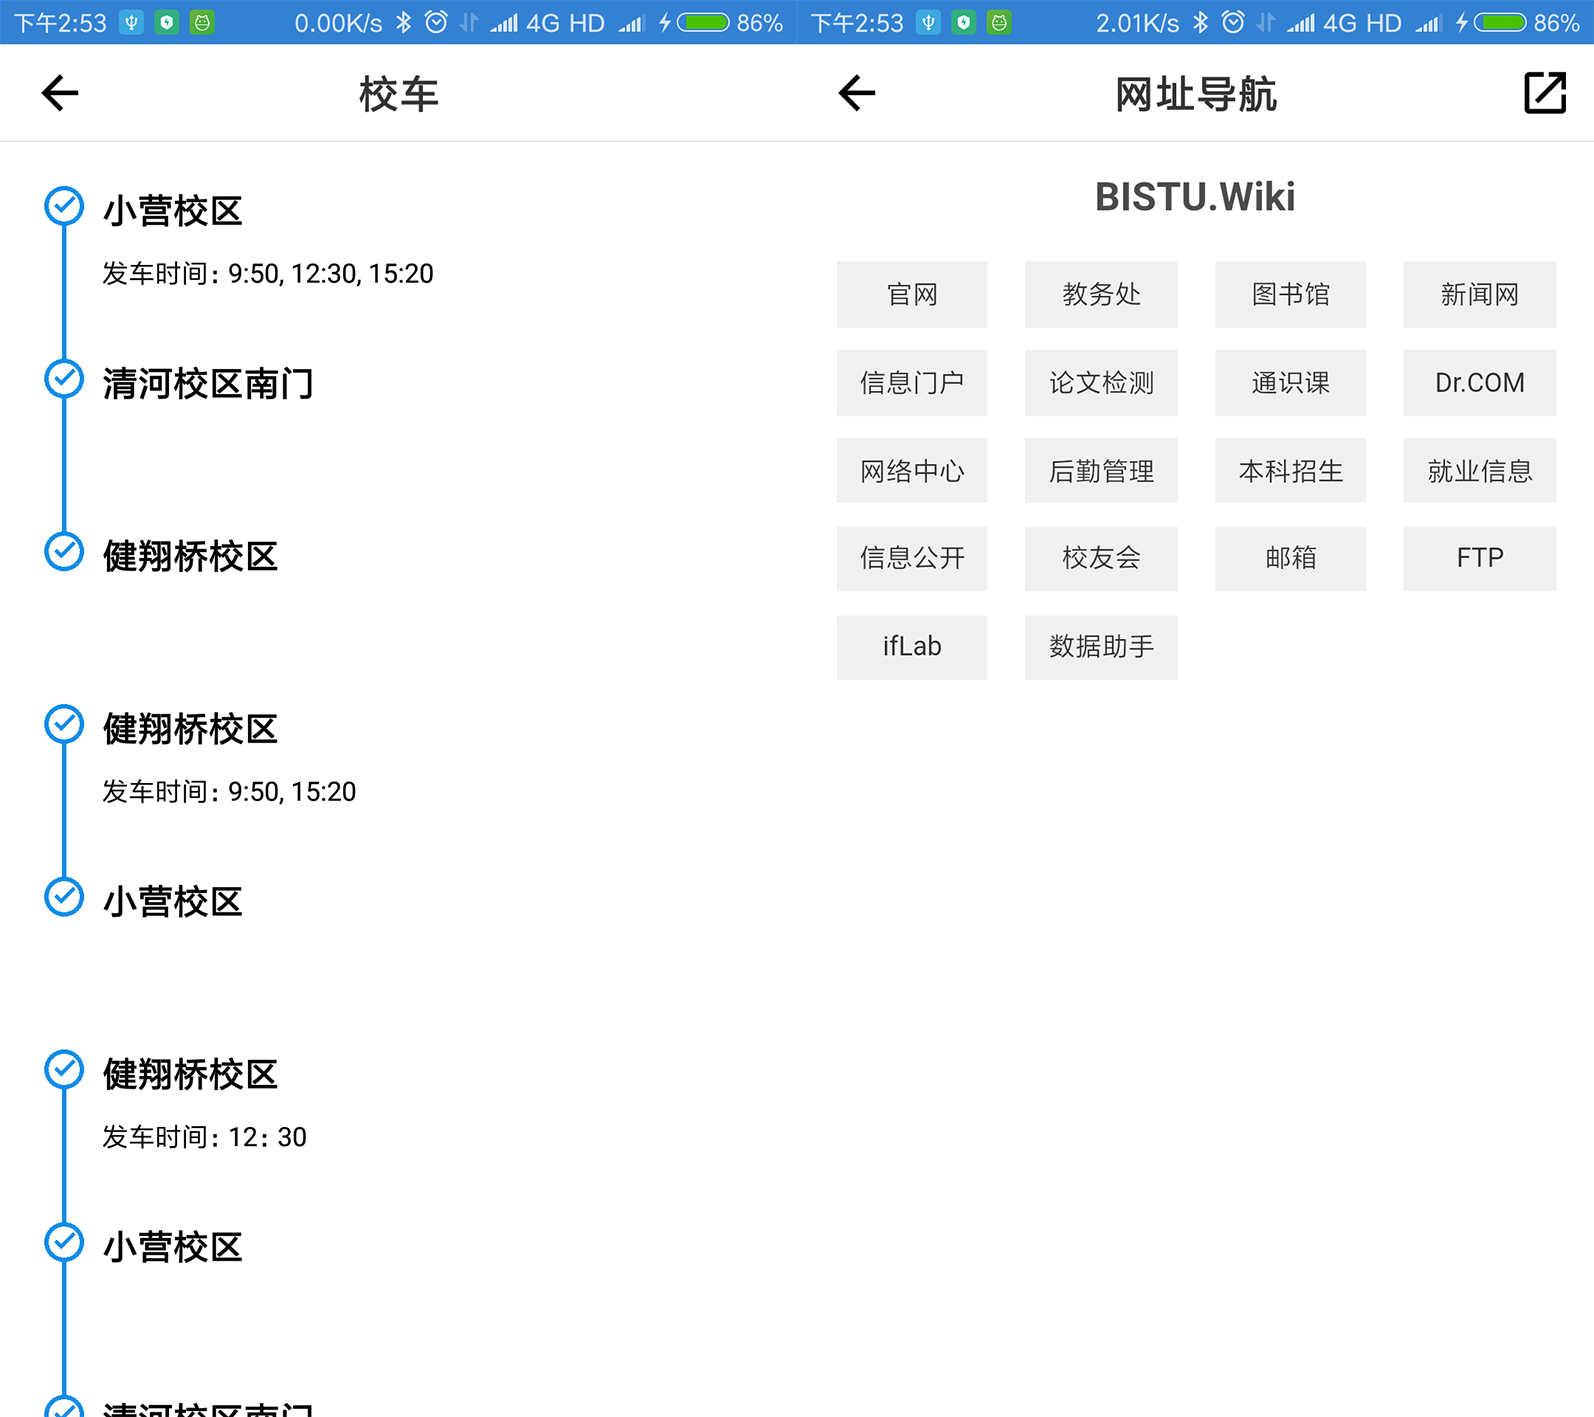 下午2:53 0.00K/s 4G HD 86%
校车
小营校区
发车时间: 9:50, 12:30, 15:20
清河校区南门
健翔桥校区
健翔桥校区
发车时间: 9:50, 15:20
小营校区
健翔桥校区
发车时间: 12: 30
小营校区
清河校区南门
下午2:53 2.01K/s 4G HD 86%
网址导航
BISTU.Wiki
官网 教务处 图书馆 新闻网
信息门户 论文检测 通识课 Dr.COM
网络中心 后勤管理 本科招生 就业信息
信息公开 校友会 邮箱 FTP
ifLab 数据助手